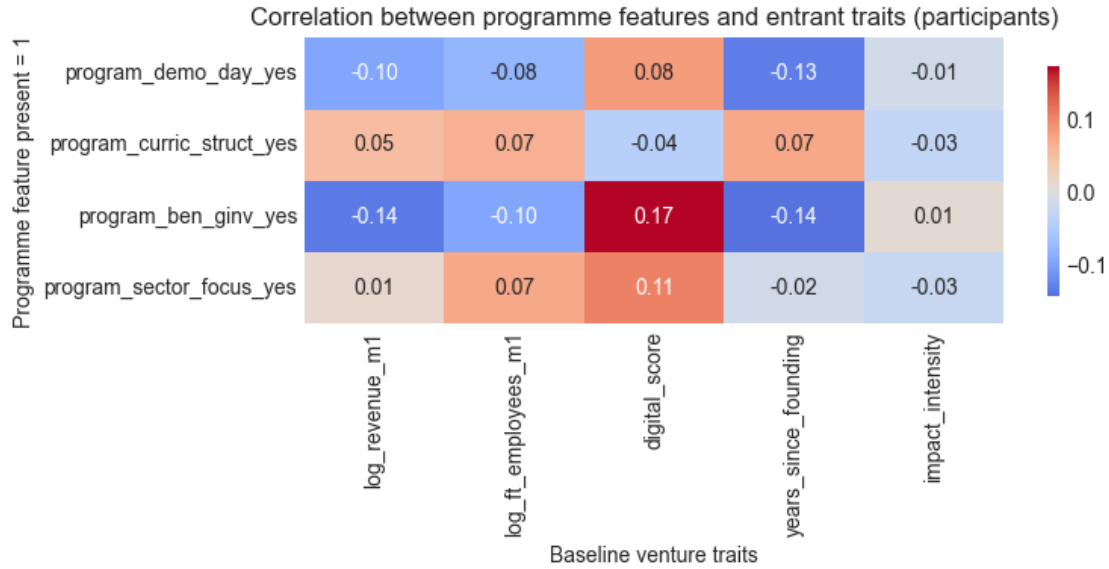 Correlation between programme features and entrant traits (participants)
Programme feature present = 1
program_demo_day_yes
-0.10 -0.08 0.08 -0.13 -0.01
program_curric_struct_yes
0.05 0.07 -0.04 0.07 -0.03
program_ben_ginv_yes
-0.14 -0.10 0.17 -0.14 0.01
program_sector_focus_yes
0.01 0.07 0.11 -0.02 -0.03
0.1
0.0
−0.1
log_revenue_m1
log_ft_employees_m1
digital_score
years_since_founding
impact_intensity
Baseline venture traits